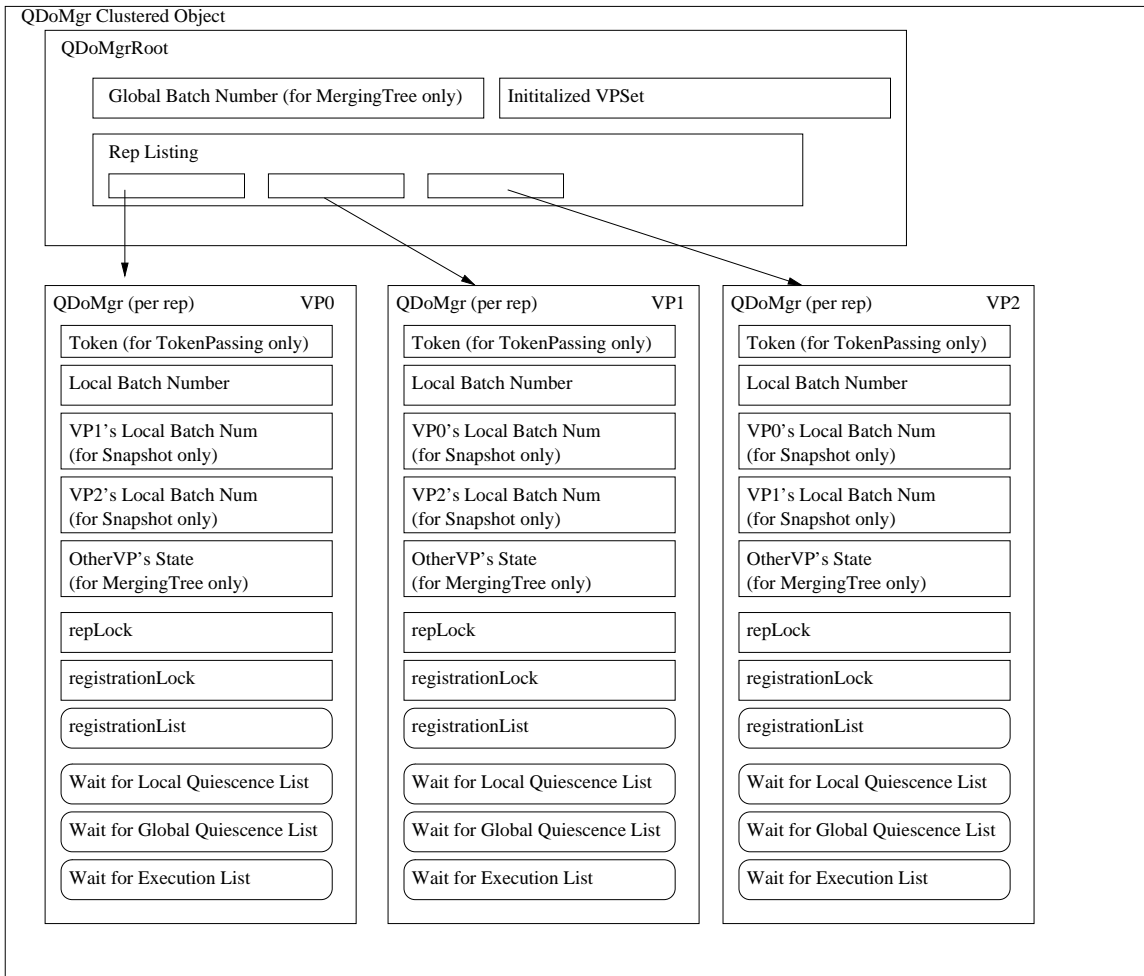 QDoMgr Clustered Object
QDoMgrRoot
Global Batch Number (for MergingTree only)
Inititalized VPSet
Rep Listing
QDoMgr (per rep) VP0
Token (for TokenPassing only)
Local Batch Number
VP1's Local Batch Num
(for Snapshot only)
VP2's Local Batch Num
(for Snapshot only)
OtherVP's State
(for MergingTree only)
repLock
registrationLock
registrationList
Wait for Local Quiescence List
Wait for Global Quiescence List
Wait for Execution List
QDoMgr (per rep) VP1
Token (for TokenPassing only)
Local Batch Number
VP0's Local Batch Num
(for Snapshot only)
VP2's Local Batch Num
(for Snapshot only)
OtherVP's State
(for MergingTree only)
repLock
registrationLock
registrationList
Wait for Local Quiescence List
Wait for Global Quiescence List
Wait for Execution List
QDoMgr (per rep) VP2
Token (for TokenPassing only)
Local Batch Number
VP0's Local Batch Num
(for Snapshot only)
VP1's Local Batch Num
(for Snapshot only)
OtherVP's State
(for MergingTree only)
repLock
registrationLock
registrationList
Wait for Local Quiescence List
Wait for Global Quiescence List
Wait for Execution List